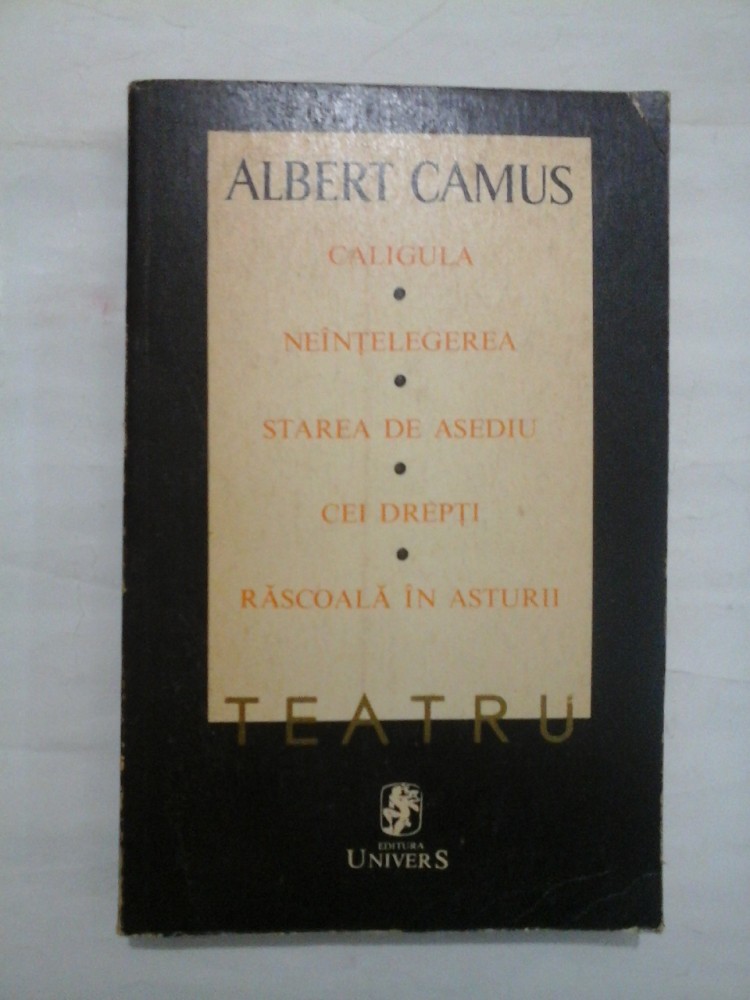 ALBERT CAMUS
CALIGULA
NEÎNȚELEGEREA
STAREA DE ASEDIU
CEI DREPȚI
RĂSCOALĂ ÎN ASTURII
TEATRU
EDITURA
UNIVERS